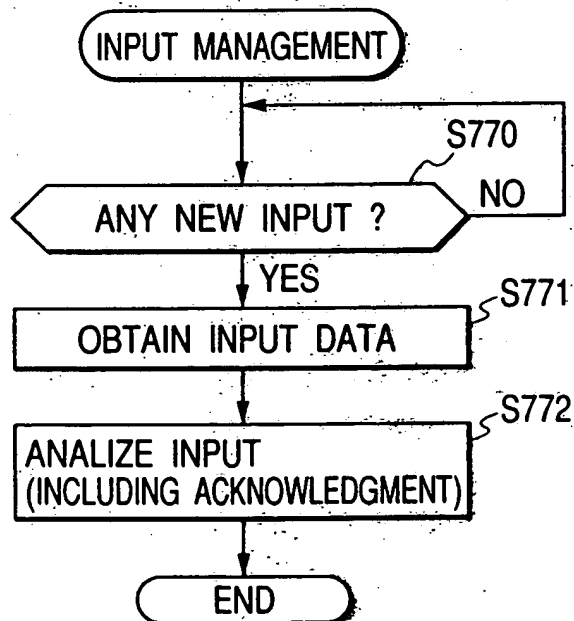 INPUT MANAGEMENT
S770
ANY NEW INPUT ?
NO
YES
S771
OBTAIN INPUT DATA
S772
ANALIZE INPUT
(INCLUDING ACKNOWLEDGMENT)
END